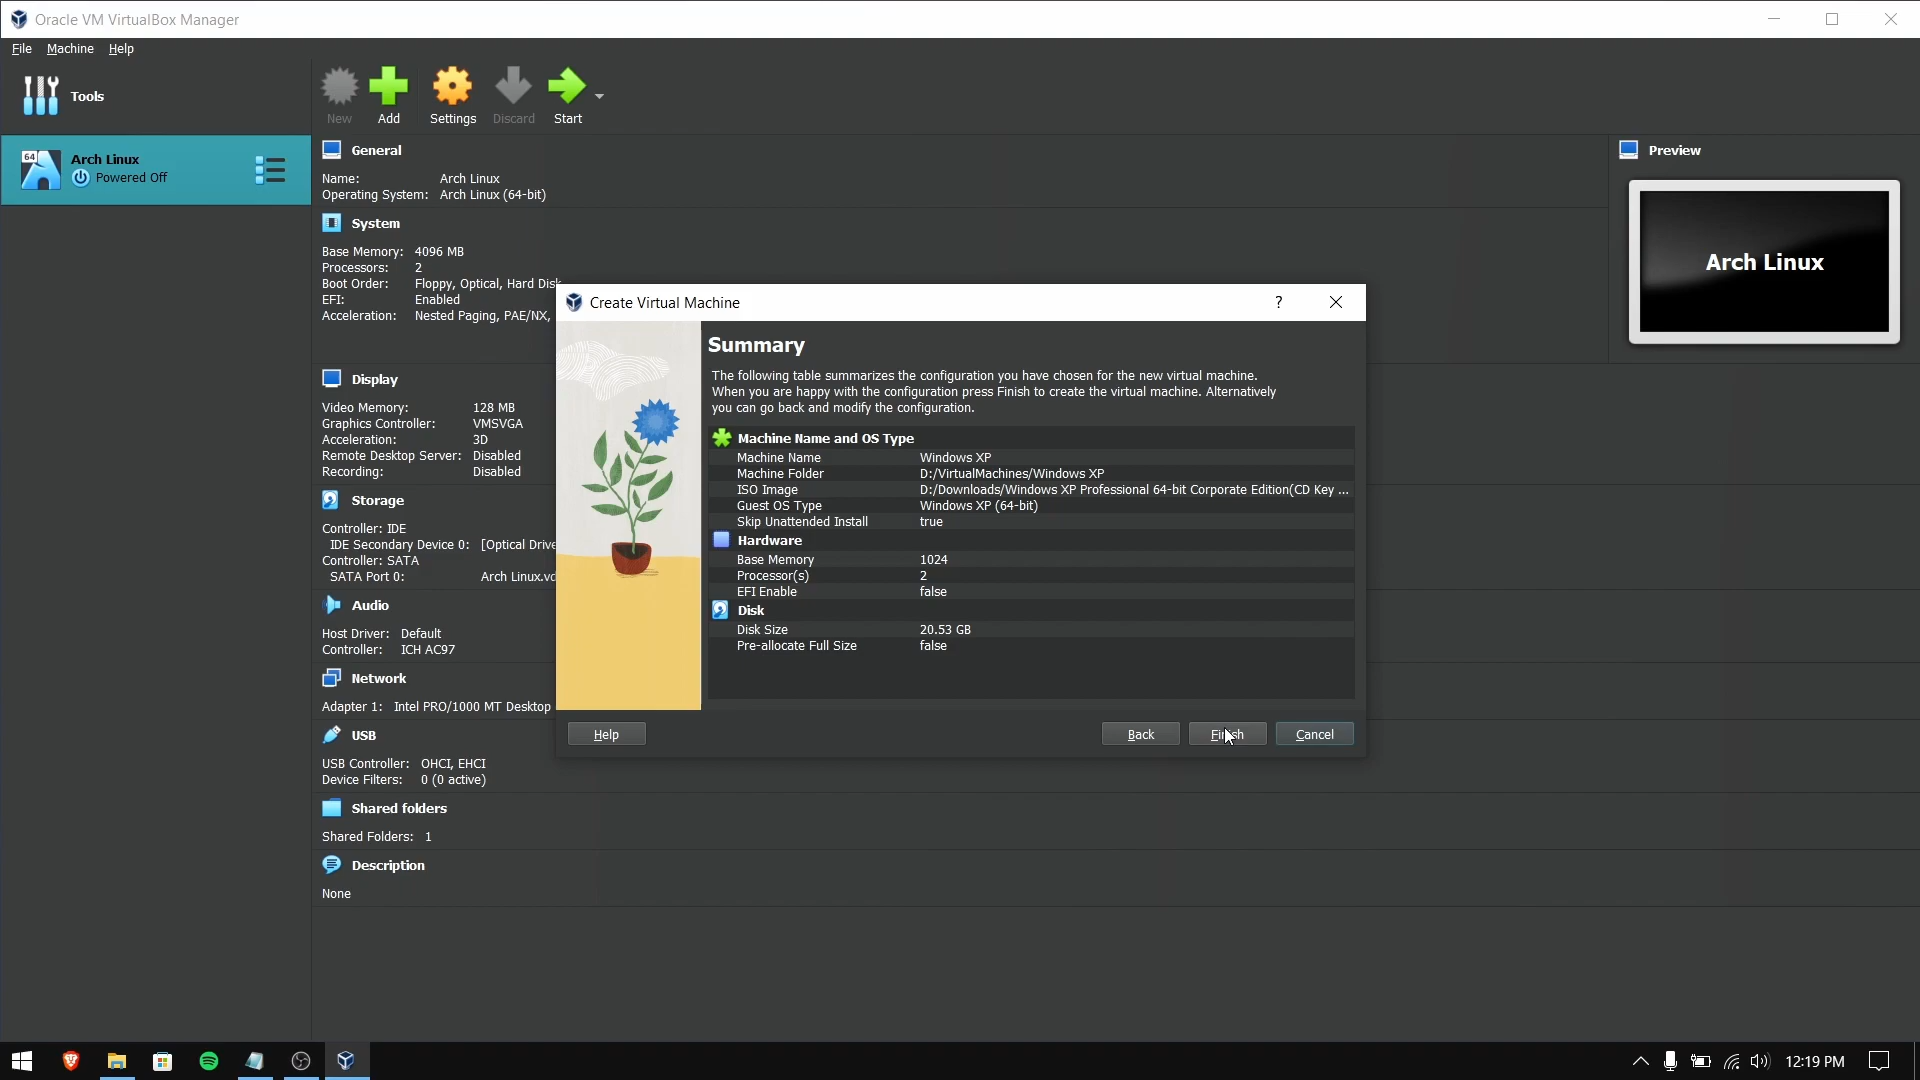 Oracle VM VirtualBox Manager
File Machine Help
Tools
New Add Settings Discard Start
64
Arch Linux
Powered Off
General
Name: Arch Linux
Operating System: Arch Linux (64-bit)
System
Base Memory: 4096 MB
Processors: 2
Boot Order: Floppy, Optical, Hard Disk
EFI: Enabled
Acceleration: Nested Paging, PAE/NX,
Display
Video Memory: 128 MB
Graphics Controller: VMSVGA
Acceleration: 3D
Remote Desktop Server: Disabled
Recording: Disabled
Storage
Controller: IDE
IDE Secondary Device 0: [Optical Drive
Controller: SATA
SATA Port 0: Arch Linux.vd
Audio
Host Driver: Default
Controller: ICH AC97
Network
Adapter 1: Intel PRO/1000 MT Desktop
USB
USB Controller: OHCI, EHCI
Device Filters: 0 (0 active)
Shared folders
Shared Folders: 1
Description
None
Preview
Arch Linux
Create Virtual Machine
?
Summary
The following table summarizes the configuration you have chosen for the new virtual machine.
When you are happy with the configuration press Finish to create the virtual machine. Alternatively
you can go back and modify the configuration.
Machine Name and OS Type
Machine Name Windows XP
Machine Folder D:/VirtualMachines/Windows XP
ISO Image D:/Downloads/Windows XP Professional 64-bit Corporate Edition(CD Key ...
Guest OS Type Windows XP (64-bit)
Skip Unattended Install true
Hardware
Base Memory 1024
Processor(s) 2
EFI Enable false
Disk
Disk Size 20.53 GB
Pre-allocate Full Size false
Help Back Finish Cancel
12:19 PM